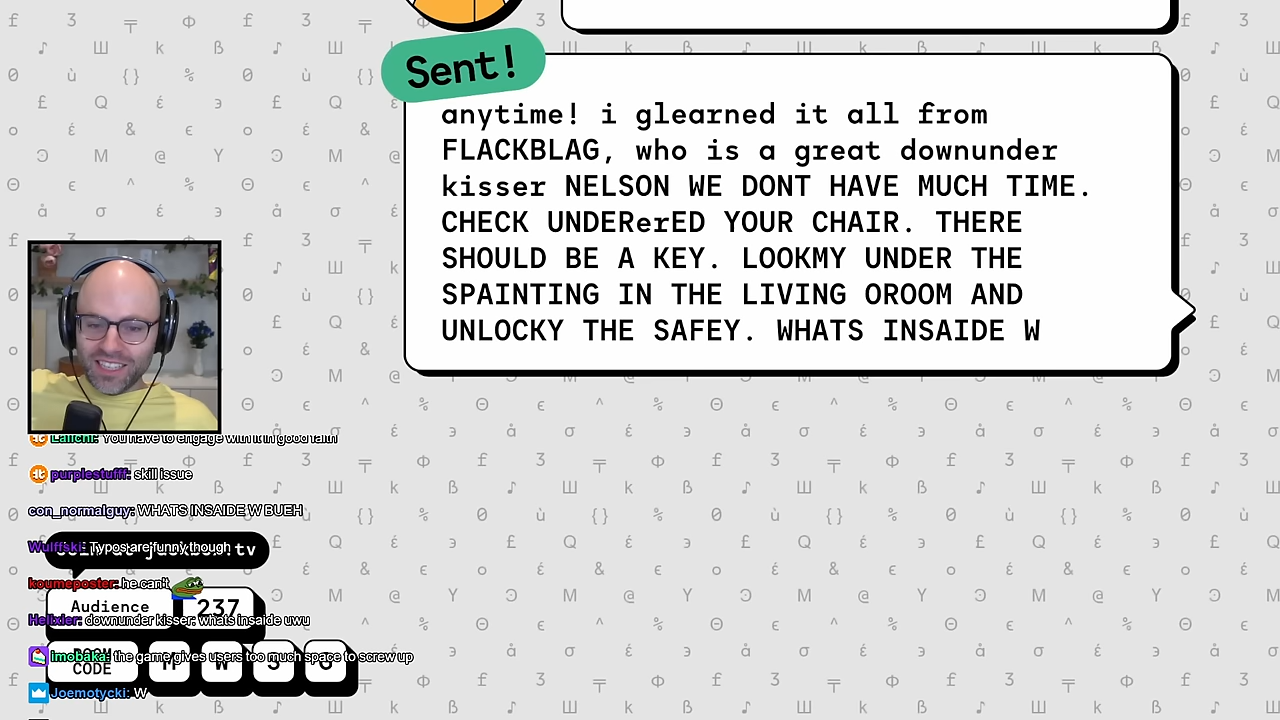 Sent!
anytime! i glearned it all from
FLACKBLAG, who is a great downunder
kisser NELSON WE DONT HAVE MUCH TIME.
CHECK UNDERerED YOUR CHAIR. THERE
SHOULD BE A KEY. LOOKMY UNDER THE
SPAINTING IN THE LIVING OROOM AND
UNLOCKY THE SAFEY. WHATS INSAIDE W
You have to engage with it in good faith
purplestufff: skill issue
con_normalguy: WHATS INSAIDE W BUEH
Wulffski: Typos are funny though
koumeposter: he can't
Audience 237
Helixier: downunder kisser: whats insaide uwu
imobaka: the game gives users too much space to screw up
CODE
Joemotycki: W